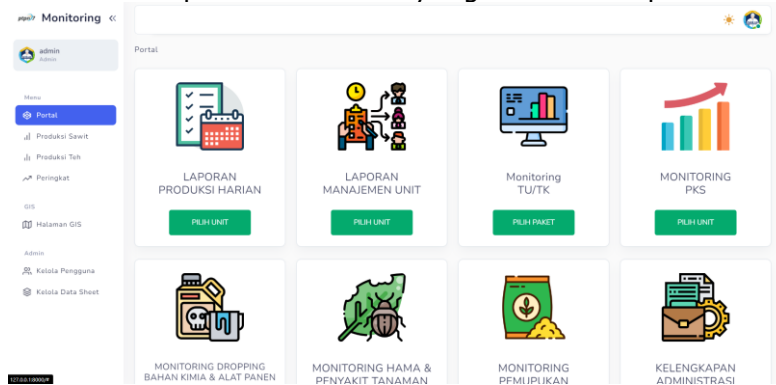 Monitoring «
admin
Admin
Menu
Portal
Produksi Sawit
Produksi Teh
Peringkat
GIS
Halaman GIS
Admin
Kelola Pengguna
Kelola Data Sheet
127.0.0.1:8000/#
Portal
LAPORAN
PRODUKSI HARIAN
PILIH UNIT
LAPORAN
MANAJEMEN UNIT
PILIH UNIT
Monitoring
TU/TK
PILIH PAKET
MONITORING
PKS
PILIH UNIT
MONITORING DROPPING
BAHAN KIMIA & ALAT PANEN
MONITORING HAMA &
PENYAKIT TANAMAN
MONITORING
PEMUPUKAN
KELENGKAPAN
ADMINISTRASI